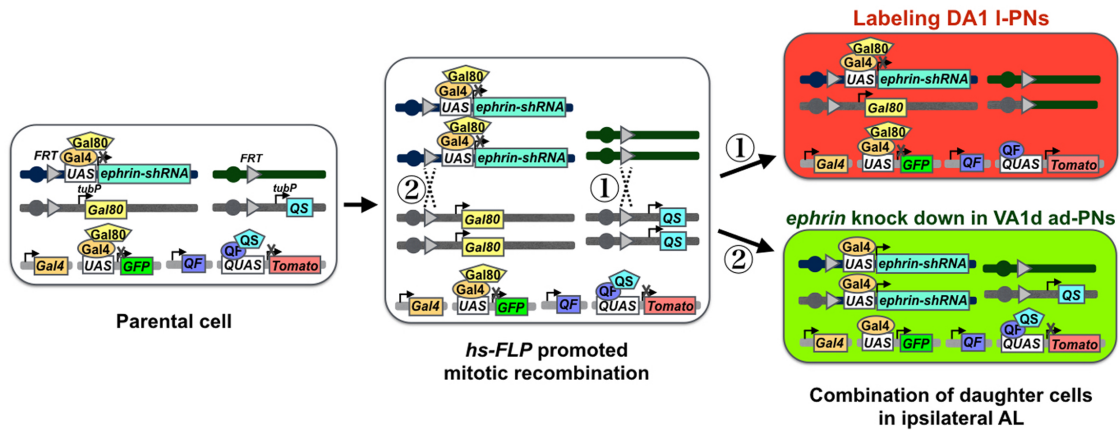 FRT
Gal80
Gal4
UAS
ephrin-shRNA
FRT
tubP
Gal80
tubP
QS
Gal4
Gal80
Gal4
UAS
GFP
QF
QS
QF
QUAS
Tomato
Parental cell
Gal80
Gal4
UAS
ephrin-shRNA
Gal80
Gal4
UAS
ephrin-shRNA
②
①
Gal80
QS
Gal80
QS
Gal4
Gal80
Gal4
UAS
GFP
QF
QS
QF
QUAS
Tomato
hs-FLP promoted
mitotic recombination
①
②
Labeling DA1 l-PNs
Gal80
Gal4
UAS
ephrin-shRNA
Gal80
Gal4
Gal80
Gal4
UAS
GFP
QF
QF
QUAS
Tomato
ephrin knock down in VA1d ad-PNs
Gal4
UAS
ephrin-shRNA
Gal4
UAS
ephrin-shRNA
QS
Gal4
Gal4
UAS
GFP
QF
QS
QF
QUAS
Tomato
Combination of daughter cells
in ipsilateral AL